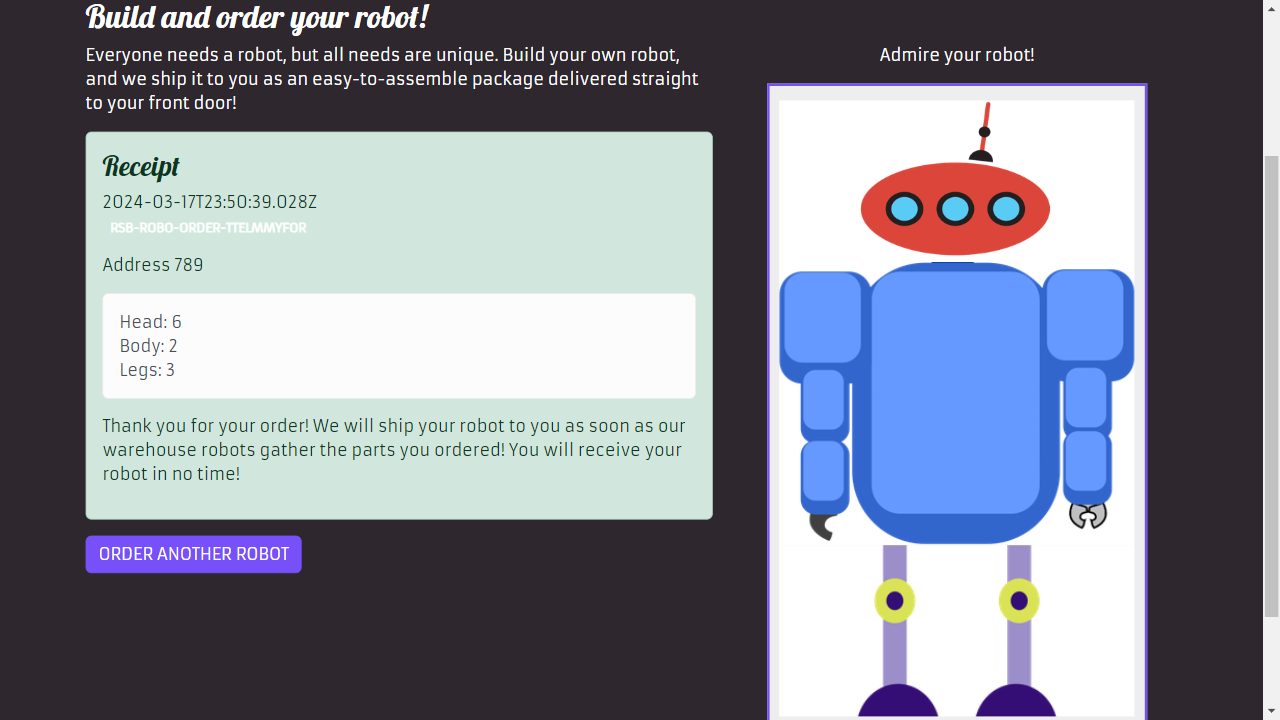 Build and order your robot!
Everyone needs a robot, but all needs are unique. Build your own robot,
and we ship it to you as an easy-to-assemble package delivered straight
to your front door!
Receipt
2024-03-17T23:50:39.028Z
RSB-ROBO-ORDER-TTELMMYFOR
Address 789
Head: 6
Body: 2
Legs: 3
Thank you for your order! We will ship your robot to you as soon as our
warehouse robots gather the parts you ordered! You will receive your
robot in no time!
ORDER ANOTHER ROBOT
Admire your robot!